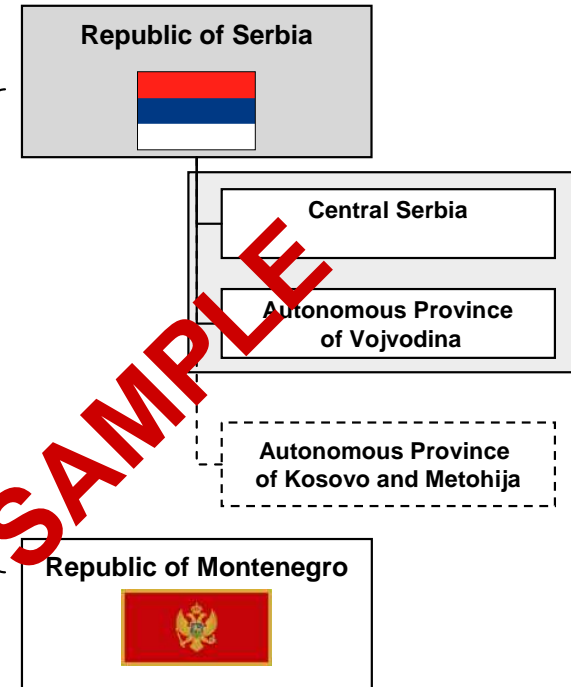 Republic of Serbia
Central Serbia
Autonomous Province
of Vojvodina
Autonomous Province
of Kosovo and Metohija
SAMPLE
Republic of Montenegro